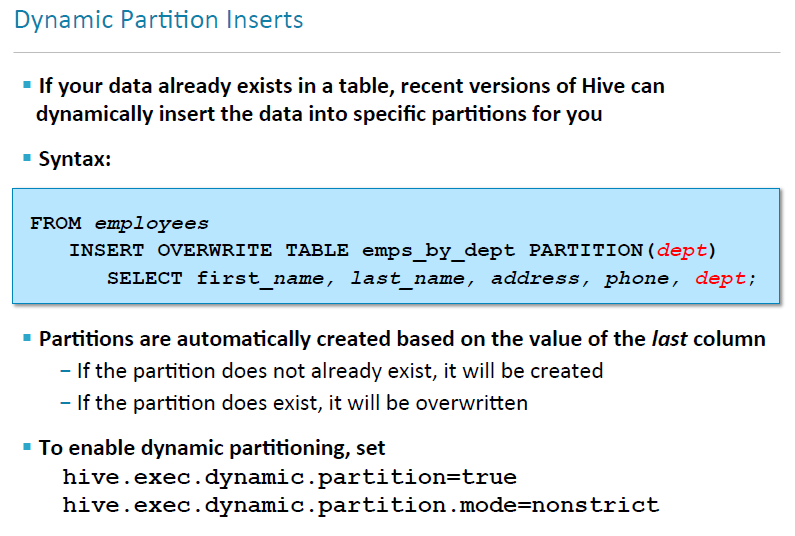 Dynamic Partition Inserts
▪ If your data already exists in a table, recent versions of Hive can
dynamically insert the data into specific partitions for you
▪ Syntax:
FROM employees
INSERT OVERWRITE TABLE emps_by_dept PARTITION(dept)
SELECT first_name, last_name, address, phone, dept;
▪ Partitions are automatically created based on the value of the last column
– If the partition does not already exist, it will be created
– If the partition does exist, it will be overwritten
▪ To enable dynamic partitioning, set
hive.exec.dynamic.partition=true
hive.exec.dynamic.partition.mode=nonstrict